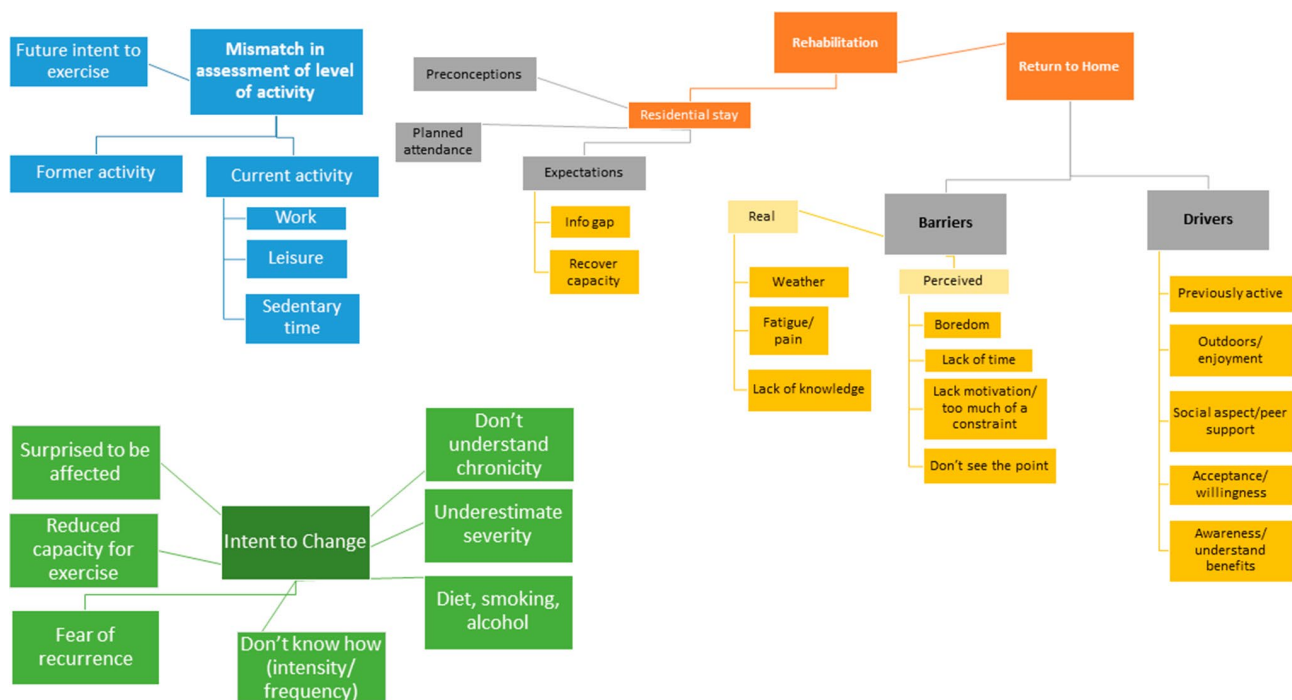 Future intent to
exercise
Mismatch in
assessment of level
of activity
Former activity
Current activity
Work
Leisure
Sedentary
time
Rehabilitation
Return to Home
Preconceptions
Residential stay
Planned
attendance
Expectations
Info gap
Recover
capacity
Real
Barriers
Drivers
Weather
Fatigue/
pain
Lack of knowledge
Perceived
Boredom
Lack of time
Lack motivation/
too much of a
constraint
Don't see the point
Previously active
Outdoors/
enjoyment
Social aspect/peer
support
Acceptance/
willingness
Awareness/
understand
benefits
Surprised to be
affected
Reduced
capacity for
exercise
Fear of
recurrence
Intent to Change
Don't
understand
chronicity
Underestimate
severity
Diet, smoking,
alcohol
Don't know how
(intensity/
frequency)